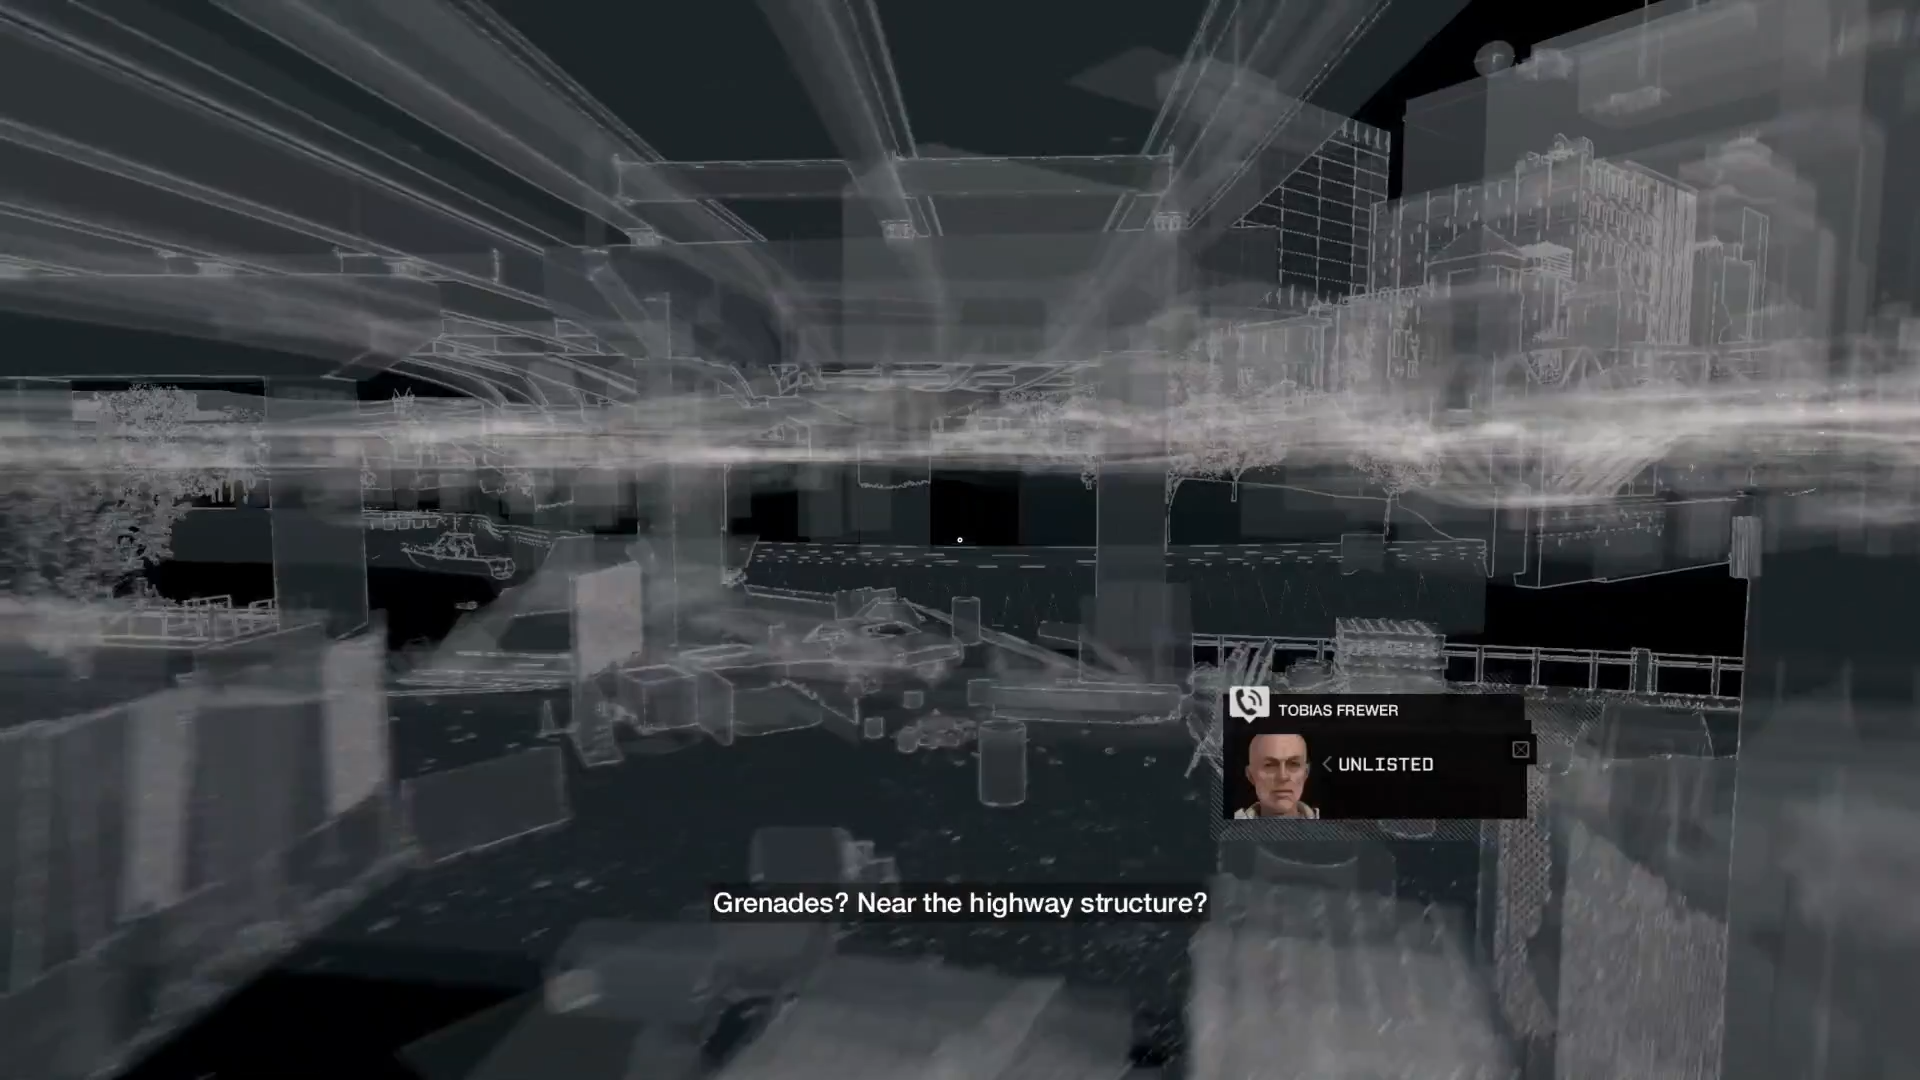 TOBIAS FREWER
< UNLISTED
Grenades? Near the highway structure?